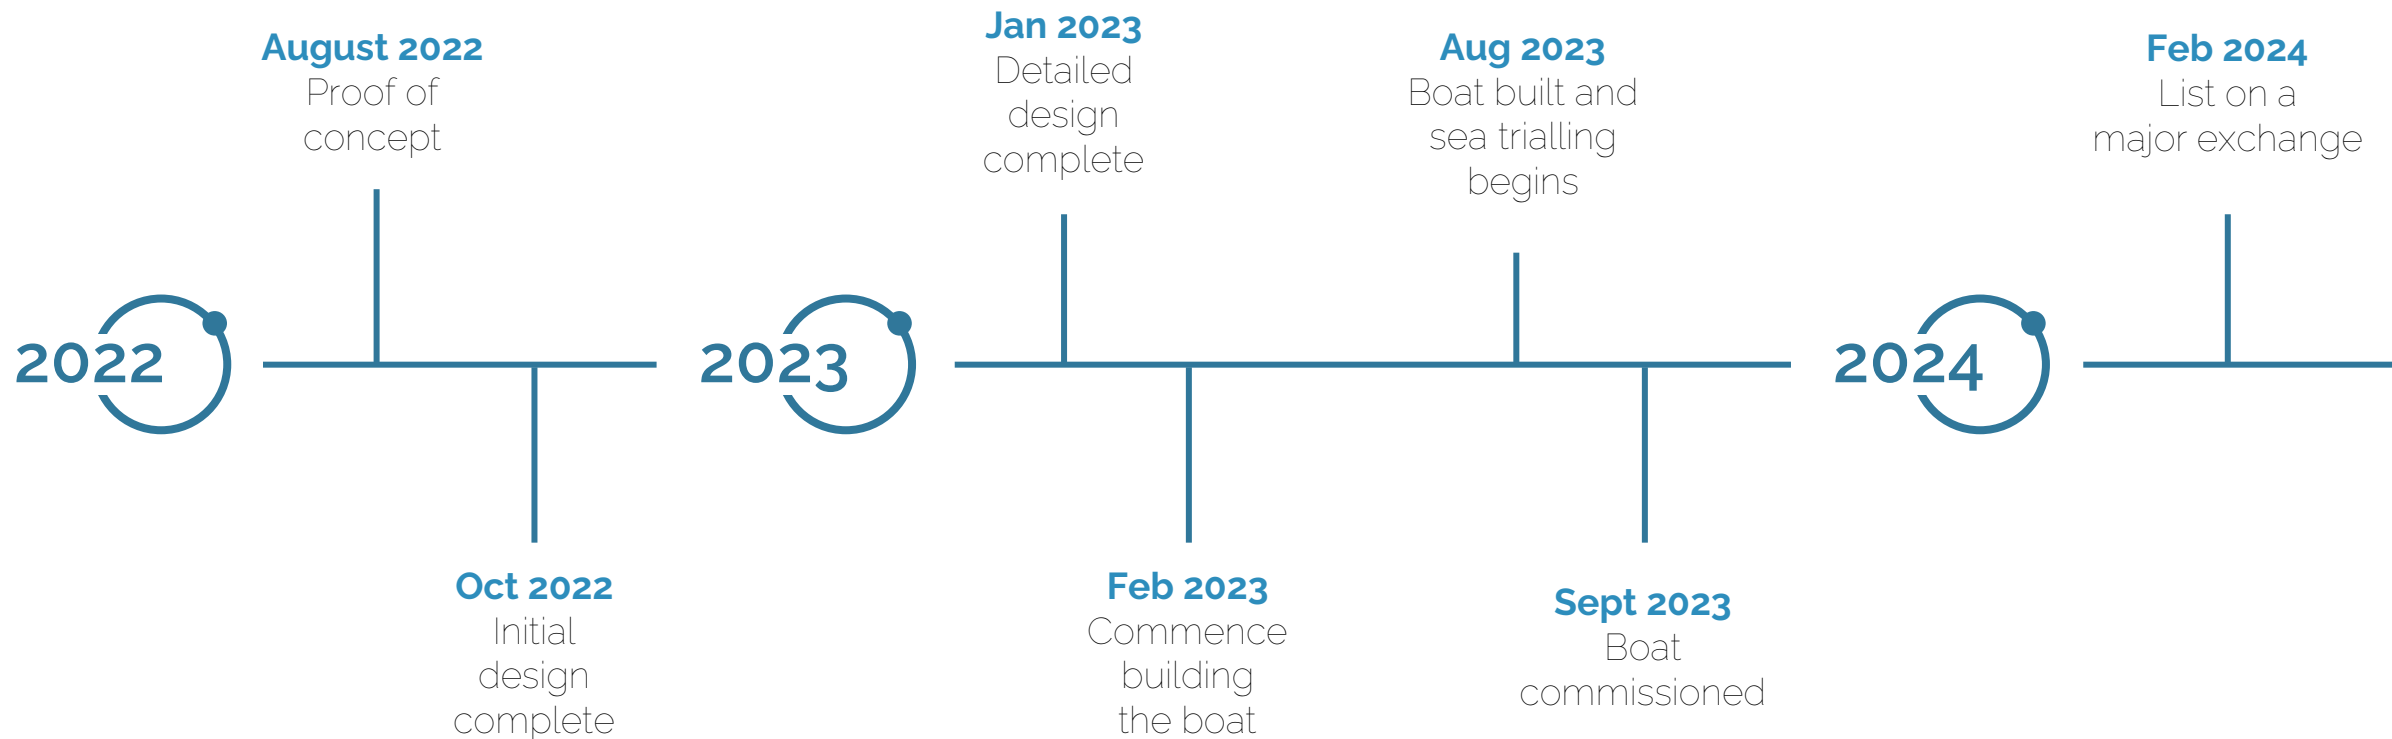 2022
August 2022
Proof of
concept
Oct 2022
Initial
design
complete
2023
Jan 2023
Detailed
design
complete
Feb 2023
Commence
building
the boat
Aug 2023
Boat built and
sea trialling
begins
Sept 2023
Boat
commissioned
2024
Feb 2024
List on a
major exchange